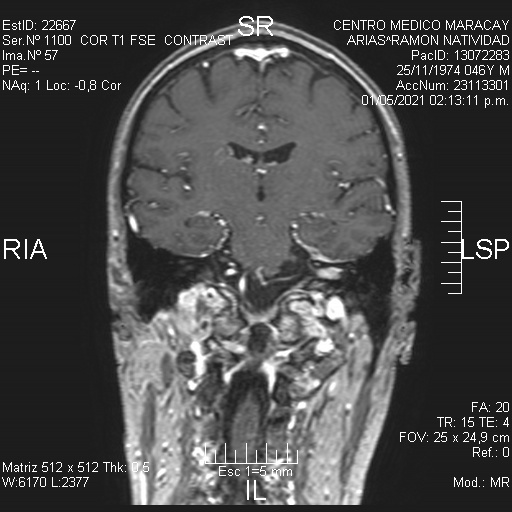 EstID: 22667
Ser.Nº 1100 COR T1 FSE CONTRAST
Ima.Nº 57
PE= --
NAq: 1 Loc: -0,8 Cor
SR
CENTRO MEDICO MARACAY
ARIAS^RAMON NATIVIDAD
PacID: 13072283
25/11/1974 046Y M
AccNum: 23113301
01/05/2021 02:13:11 p.m.
RIA
LSP
FA: 20
TR: 15 TE: 4
FOV: 25 x 24,9 cm
Ref.: 0
Matriz 512 x 512 Thk: 0.5
W:6170 L:2377
Esc 1=5 mm
IL
Mod.: MR